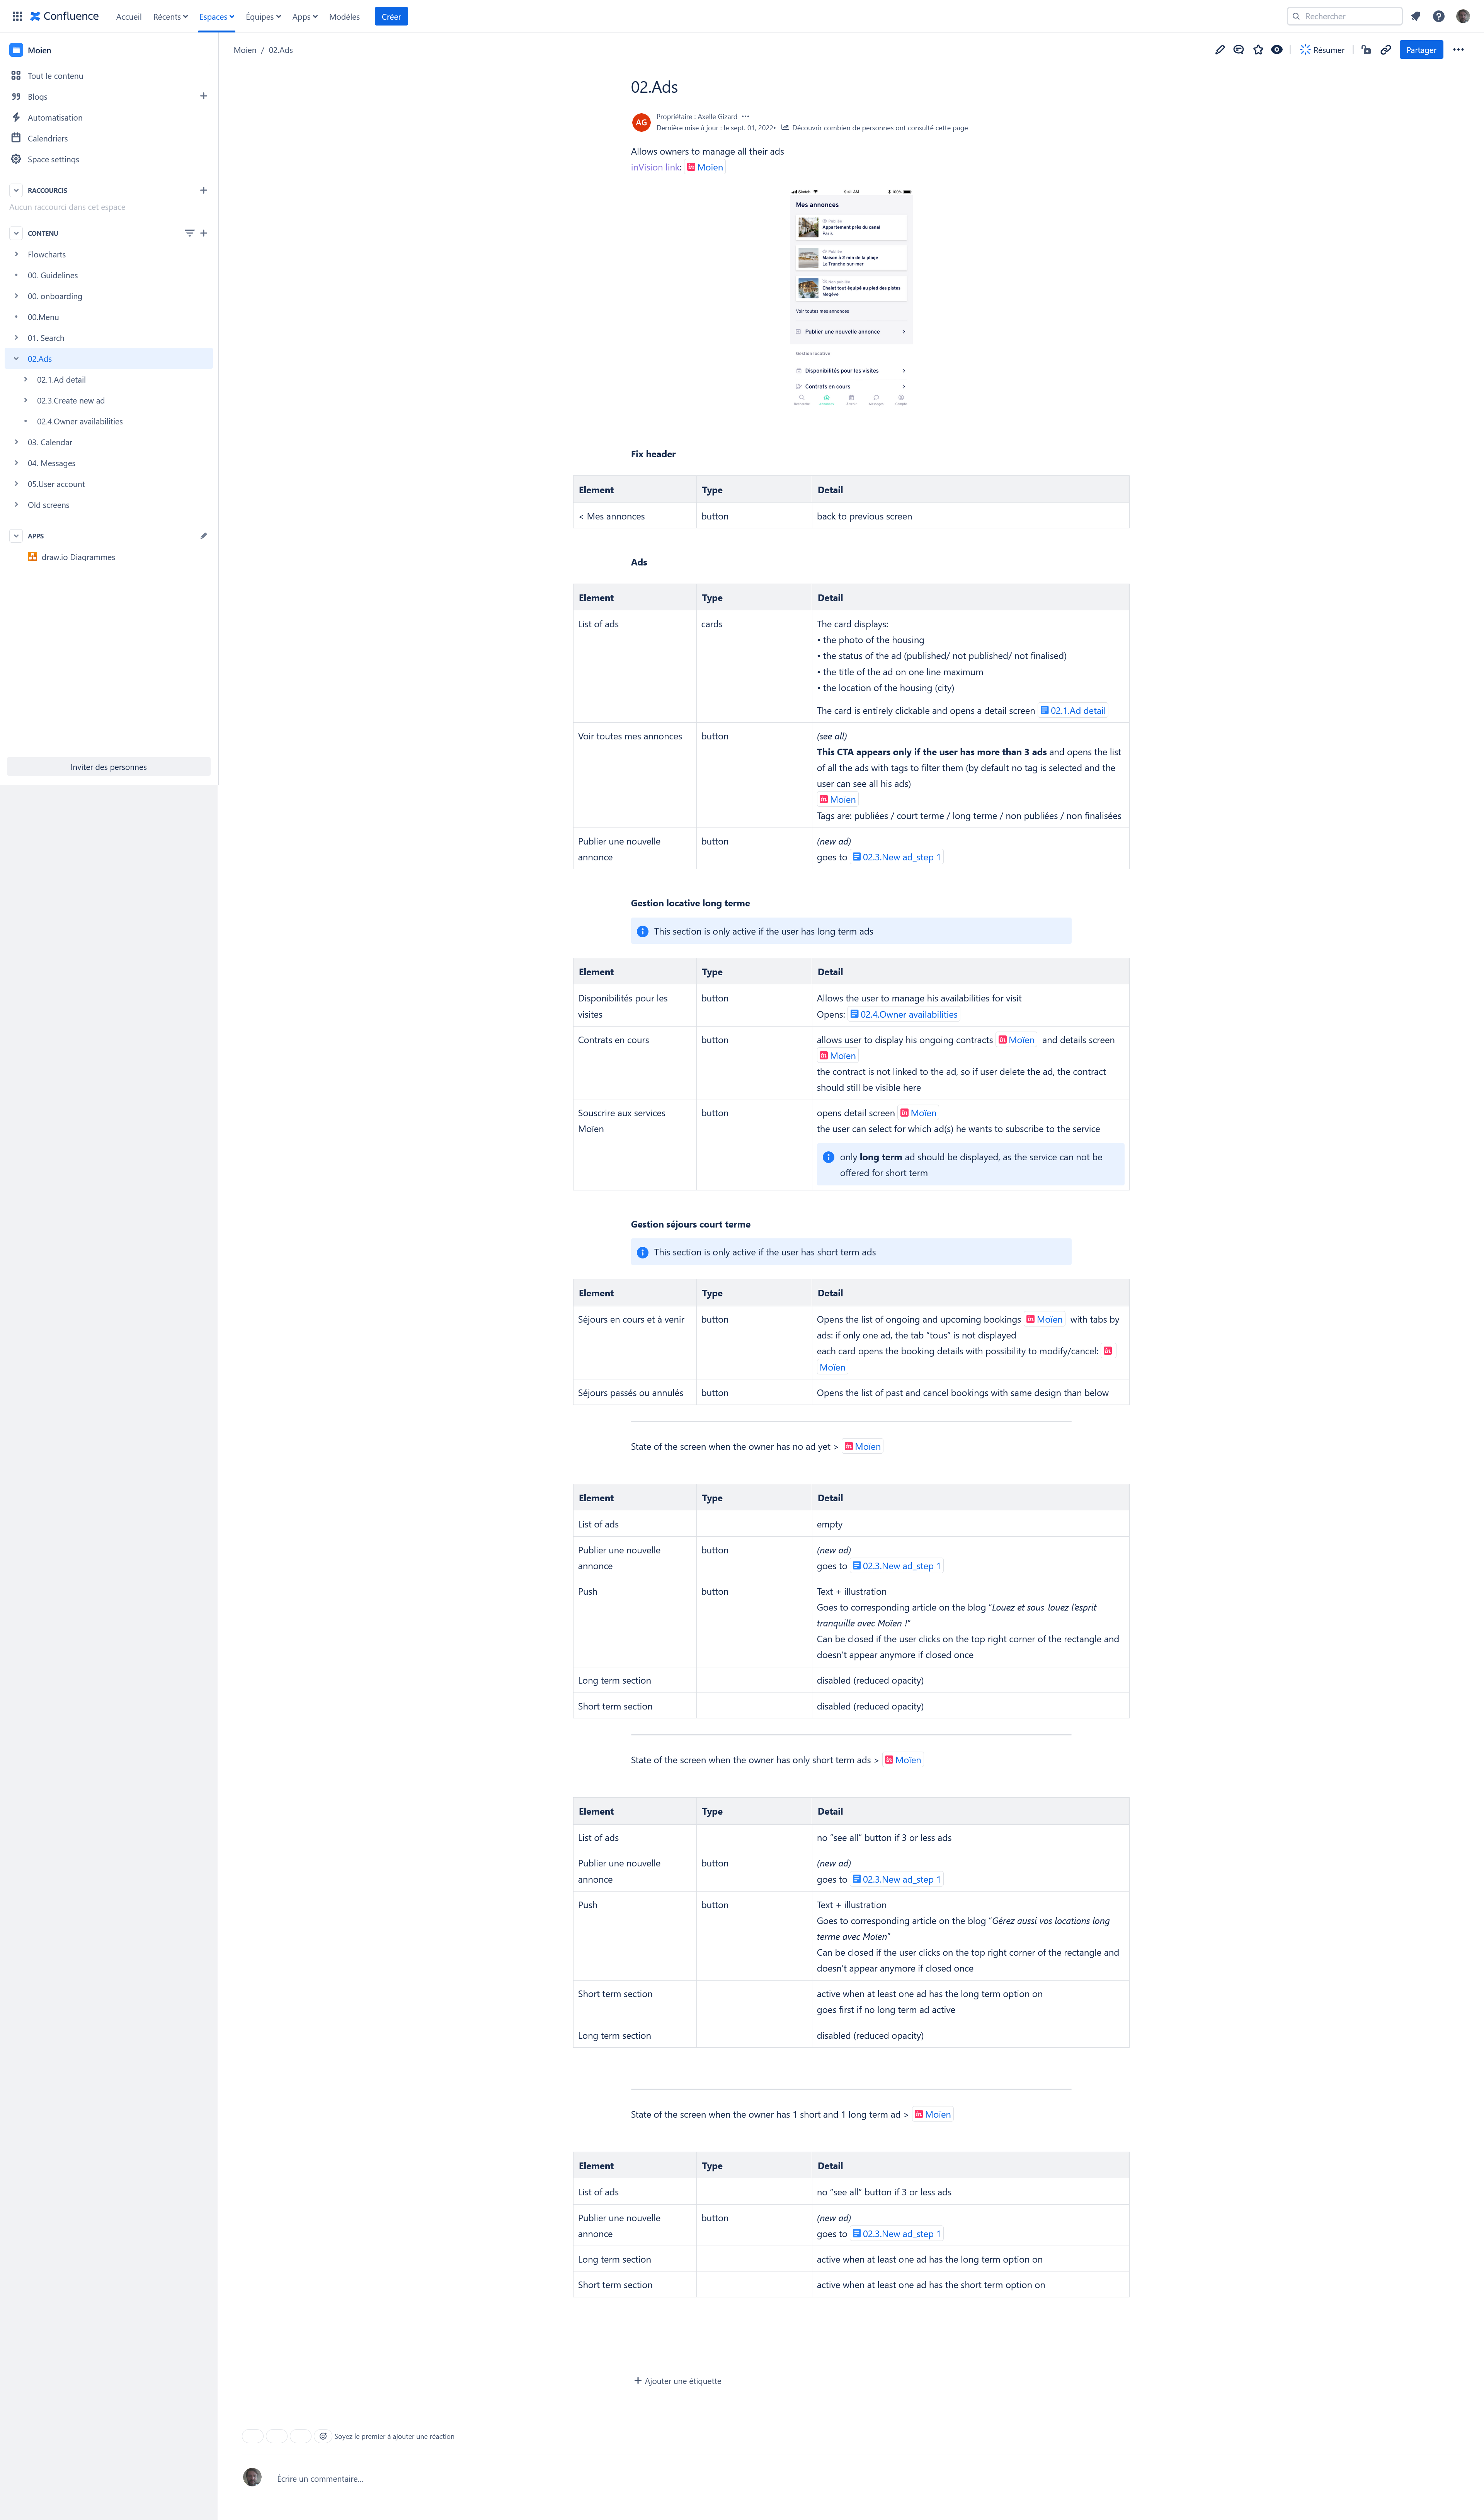 Confluence
Accueil
Récents
Espaces
Équipes
Apps
Modèles
Créer
Rechercher
Moien
Tout le contenu
Blogs
Automatisation
Calendriers
Space settings
RACCOURCIS
Aucun raccourci dans cet espace
CONTENU
Flowcharts
00. Guidelines
00. onboarding
00.Menu
01. Search
02.Ads
02.1.Ad detail
02.3.Create new ad
02.4.Owner availabilities
03. Calendar
04. Messages
05.User account
Old screens
APPS
draw.io Diagrammes
Inviter des personnes
Moien / 02.Ads
Résumer
Partager
02.Ads
AG
Propriétaire : Axelle Gizard
Dernière mise à jour : le sept. 01, 2022• Découvrir combien de personnes ont consulté cette page
Allows owners to manage all their ads
inVision link: Moïen
Sketch 9:41 AM 100%
Mes annonces
Publiée
Appartement près du canal
Paris
Publiée
Maison à 2 min de la plage
La Tranche-sur-mer
Non publiée
Chalet tout équipé au pied des pistes
Megève
Voir toutes mes annonces
Publier une nouvelle annonce
Gestion locative
Disponibilités pour les visites
Contrats en cours
Fix header
Element Type Detail
< Mes annonces button back to previous screen
Ads
Element Type Detail
List of ads cards The card displays:
• the photo of the housing
• the status of the ad (published/ not published/ not finalised)
• the title of the ad on one line maximum
• the location of the housing (city)
The card is entirely clickable and opens a detail screen 02.1.Ad detail
Voir toutes mes annonces button (see all)
This CTA appears only if the user has more than 3 ads and opens the list
of all the ads with tags to filter them (by default no tag is selected and the
user can see all his ads)
Moïen
Tags are: publiées / court terme / long terme / non publiées / non finalisées
Publier une nouvelle button (new ad)
annonce goes to 02.3.New ad_step 1
Gestion locative long terme
This section is only active if the user has long term ads
Element Type Detail
Disponibilités pour les button Allows the user to manage his availabilities for visit
visites Opens: 02.4.Owner availabilities
Contrats en cours button allows user to display his ongoing contracts Moïen and details screen
Moïen
the contract is not linked to the ad, so if user delete the ad, the contract
should still be visible here
Souscrire aux services button opens detail screen Moïen
Moïen the user can select for which ad(s) he wants to subscribe to the service
only long term ad should be displayed, as the service can not be
offered for short term
Gestion séjours court terme
This section is only active if the user has short term ads
Element Type Detail
Séjours en cours et à venir button Opens the list of ongoing and upcoming bookings Moïen with tabs by
ads: if only one ad, the tab “tous” is not displayed
each card opens the booking details with possibility to modify/cancel:
Moïen
Séjours passés ou annulés button Opens the list of past and cancel bookings with same design than below
State of the screen when the owner has no ad yet > Moïen
Element Type Detail
List of ads empty
Publier une nouvelle button (new ad)
annonce goes to 02.3.New ad_step 1
Push button Text + illustration
Goes to corresponding article on the blog “Louez et sous-louez l’esprit
tranquille avec Moïen !”
Can be closed if the user clicks on the top right corner of the rectangle and
doesn’t appear anymore if closed once
Long term section disabled (reduced opacity)
Short term section disabled (reduced opacity)
State of the screen when the owner has only short term ads > Moïen
Element Type Detail
List of ads no “see all” button if 3 or less ads
Publier une nouvelle button (new ad)
annonce goes to 02.3.New ad_step 1
Push button Text + illustration
Goes to corresponding article on the blog “Gérez aussi vos locations long
terme avec Moïen”
Can be closed if the user clicks on the top right corner of the rectangle and
doesn’t appear anymore if closed once
Short term section active when at least one ad has the long term option on
goes first if no long term ad active
Long term section disabled (reduced opacity)
State of the screen when the owner has 1 short and 1 long term ad > Moïen
Element Type Detail
List of ads no “see all” button if 3 or less ads
Publier une nouvelle button (new ad)
annonce goes to 02.3.New ad_step 1
Long term section active when at least one ad has the long term option on
Short term section active when at least one ad has the short term option on
Ajouter une étiquette
Soyez le premier à ajouter une réaction
Écrire un commentaire…